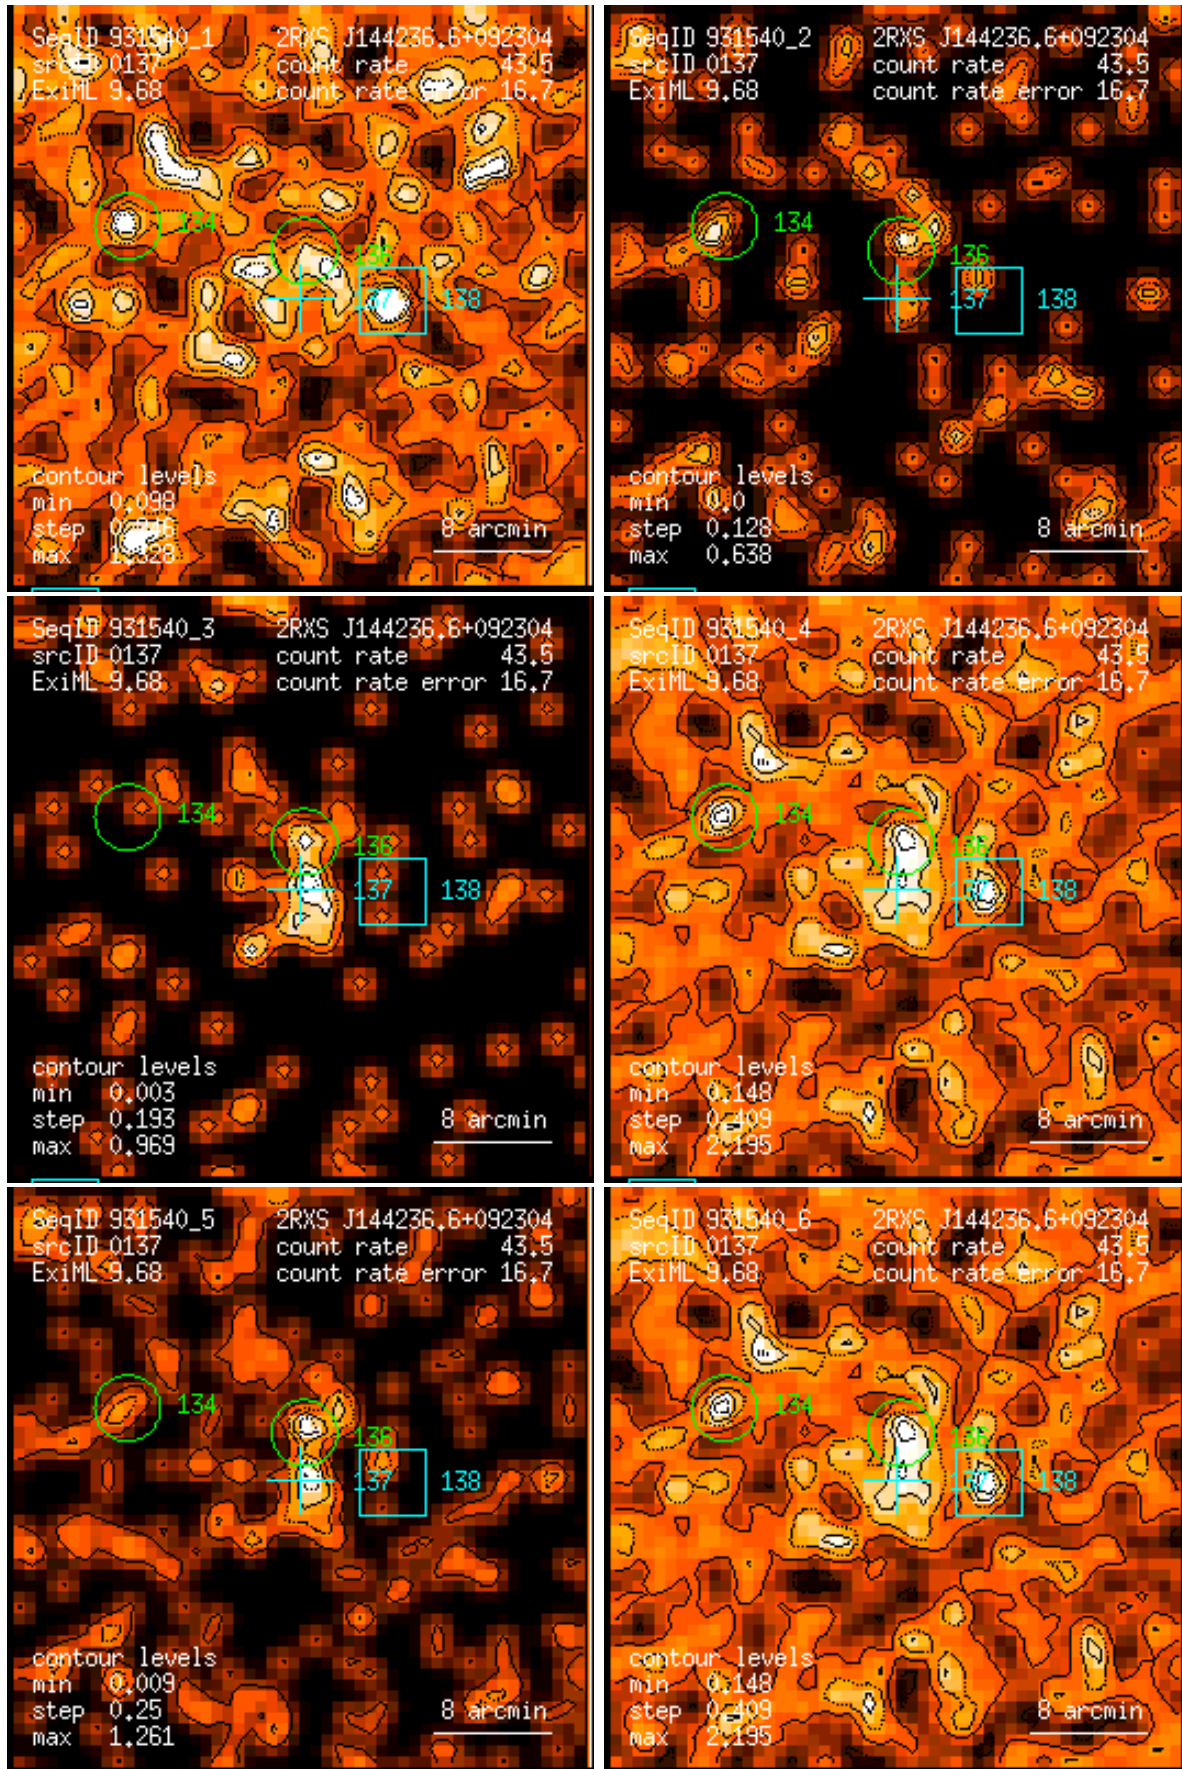 SeqID 931540_1 2RXS J144236.6+092304
srcID 0137 count rate 43.5
ExiML 9.68 count rate error 16.7
134
136
137 138
contour levels
min 0.098
step 0.246 8 arcmin
max 1.328
SeqID 931540_2 2RXS J144236.6+092304
srcID 0137 count rate 43.5
ExiML 9.68 count rate error 16.7
134
136
137 138
contour levels
min 0.0
step 0.128 8 arcmin
max 0.638
SeqID 931540_3 2RXS J144236.6+092304
srcID 0137 count rate 43.5
ExiML 9.68 count rate error 16.7
134
136
137 138
contour levels
min 0.003
step 0.193 8 arcmin
max 0.969
SeqID 931540_4 2RXS J144236.6+092304
srcID 0137 count rate 43.5
ExiML 9.68 count rate error 16.7
134
136
137 138
contour levels
min 0.148
step 0.409 8 arcmin
max 2.195
SeqID 931540_5 2RXS J144236.6+092304
srcID 0137 count rate 43.5
ExiML 9.68 count rate error 16.7
134
136
137 138
contour levels
min 0.009
step 0.25 8 arcmin
max 1.261
SeqID 931540_6 2RXS J144236.6+092304
srcID 0137 count rate 43.5
ExiML 9.68 count rate error 16.7
134
136
137 138
contour levels
min 0.148
step 0.409 8 arcmin
max 2.195